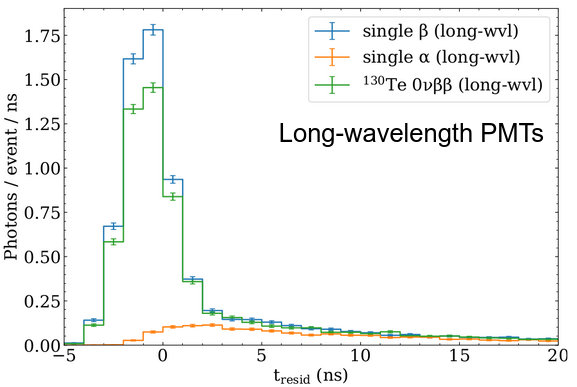 single β (long-wvl)
single α (long-wvl)
¹³⁰Te 0νββ (long-wvl)
Long-wavelength PMTs
Photons / event / ns
1.75
1.50
1.25
1.00
0.75
0.50
0.25
0.00
−5 0 5 10 15 20
t_resid (ns)